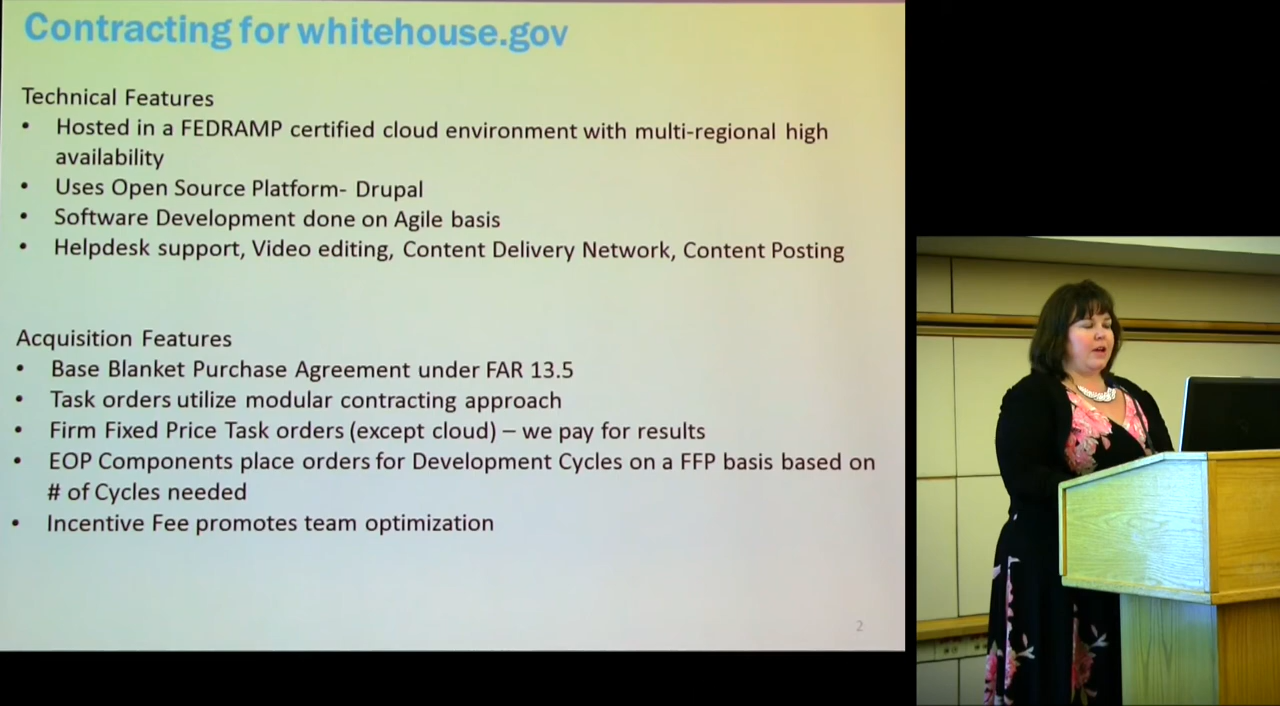 Contracting for whitehouse.gov
Technical Features
• Hosted in a FEDRAMP certified cloud environment with multi-regional high
availability
• Uses Open Source Platform- Drupal
• Software Development done on Agile basis
• Helpdesk support, Video editing, Content Delivery Network, Content Posting
Acquisition Features
• Base Blanket Purchase Agreement under FAR 13.5
• Task orders utilize modular contracting approach
• Firm Fixed Price Task orders (except cloud) – we pay for results
• EOP Components place orders for Development Cycles on a FFP basis based on
# of Cycles needed
• Incentive Fee promotes team optimization
2